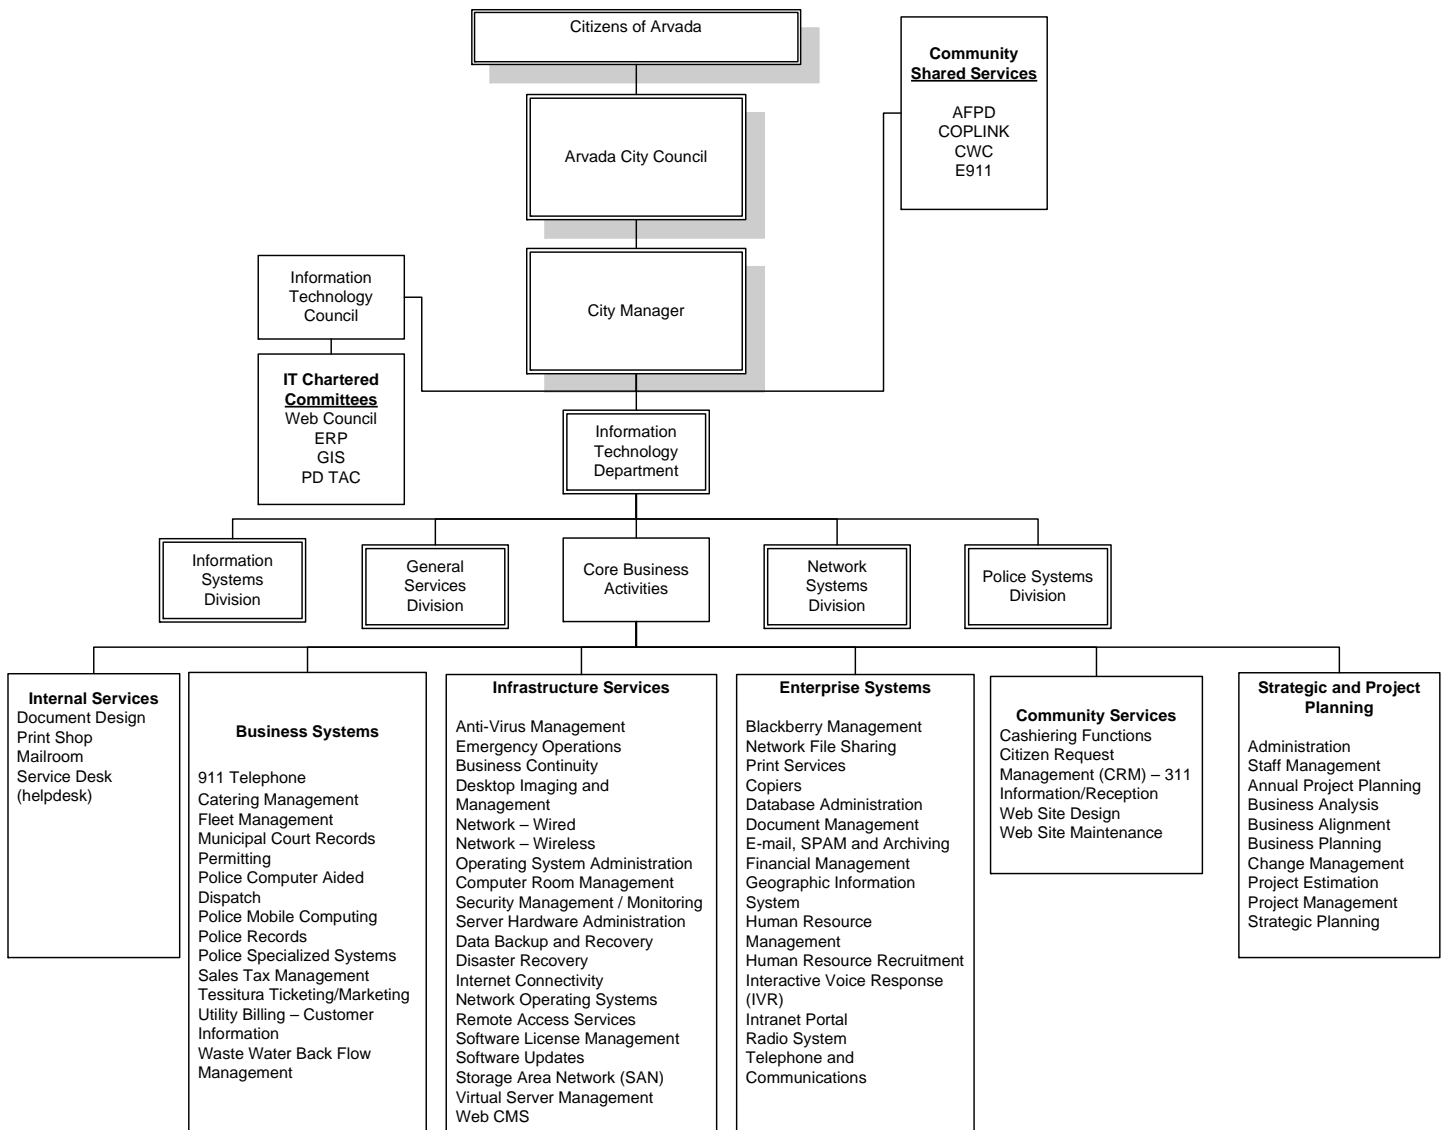 Citizens of Arvada
Community
Shared Services
AFPD
COPLINK
CWC
E911
Arvada City Council
Information
Technology
Council
City Manager
IT Chartered
Committees
Web Council
ERP
GIS
PD TAC
Information
Technology
Department
Information
Systems
Division
General
Services
Division
Core Business
Activities
Network
Systems
Division
Police Systems
Division
Internal Services
Document Design
Print Shop
Mailroom
Service Desk
(helpdesk)
Business Systems
911 Telephone
Catering Management
Fleet Management
Municipal Court Records
Permitting
Police Computer Aided
Dispatch
Police Mobile Computing
Police Records
Police Specialized Systems
Sales Tax Management
Tessitura Ticketing/Marketing
Utility Billing – Customer
Information
Waste Water Back Flow
Management
Infrastructure Services
Anti-Virus Management
Emergency Operations
Business Continuity
Desktop Imaging and
Management
Network – Wired
Network – Wireless
Operating System Administration
Computer Room Management
Security Management / Monitoring
Server Hardware Administration
Data Backup and Recovery
Disaster Recovery
Internet Connectivity
Network Operating Systems
Remote Access Services
Software License Management
Software Updates
Storage Area Network (SAN)
Virtual Server Management
Web CMS
Enterprise Systems
Blackberry Management
Network File Sharing
Print Services
Copiers
Database Administration
Document Management
E-mail, SPAM and Archiving
Financial Management
Geographic Information
System
Human Resource
Management
Human Resource Recruitment
Interactive Voice Response
(IVR)
Intranet Portal
Radio System
Telephone and
Communications
Community Services
Cashiering Functions
Citizen Request
Management (CRM) – 311
Information/Reception
Web Site Design
Web Site Maintenance
Strategic and Project
Planning
Administration
Staff Management
Annual Project Planning
Business Analysis
Business Alignment
Business Planning
Change Management
Project Estimation
Project Management
Strategic Planning